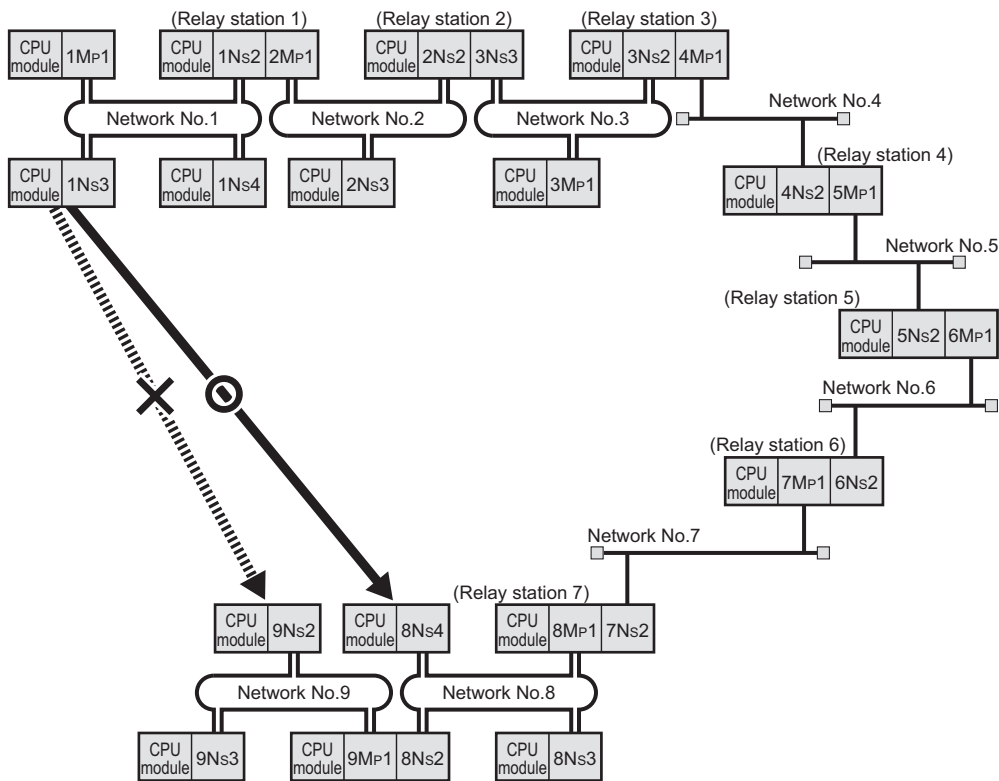 (Relay station 1) (Relay station 2) (Relay station 3)
CPU module 1MP1
CPU module 1NS2 2MP1
CPU module 2NS2 3NS3
CPU module 3NS2 4MP1
Network No.1
Network No.2
Network No.3
Network No.4
CPU module 1NS3
CPU module 1NS4
CPU module 2NS3
CPU module 3MP1
(Relay station 4)
CPU module 4NS2 5MP1
Network No.5
(Relay station 5)
CPU module 5NS2 6MP1
Network No.6
(Relay station 6)
CPU module 7MP1 6NS2
Network No.7
(Relay station 7)
CPU module 9NS2
CPU module 8NS4
CPU module 8MP1 7NS2
Network No.9
Network No.8
CPU module 9NS3
CPU module 9MP1 8NS2
CPU module 8NS3